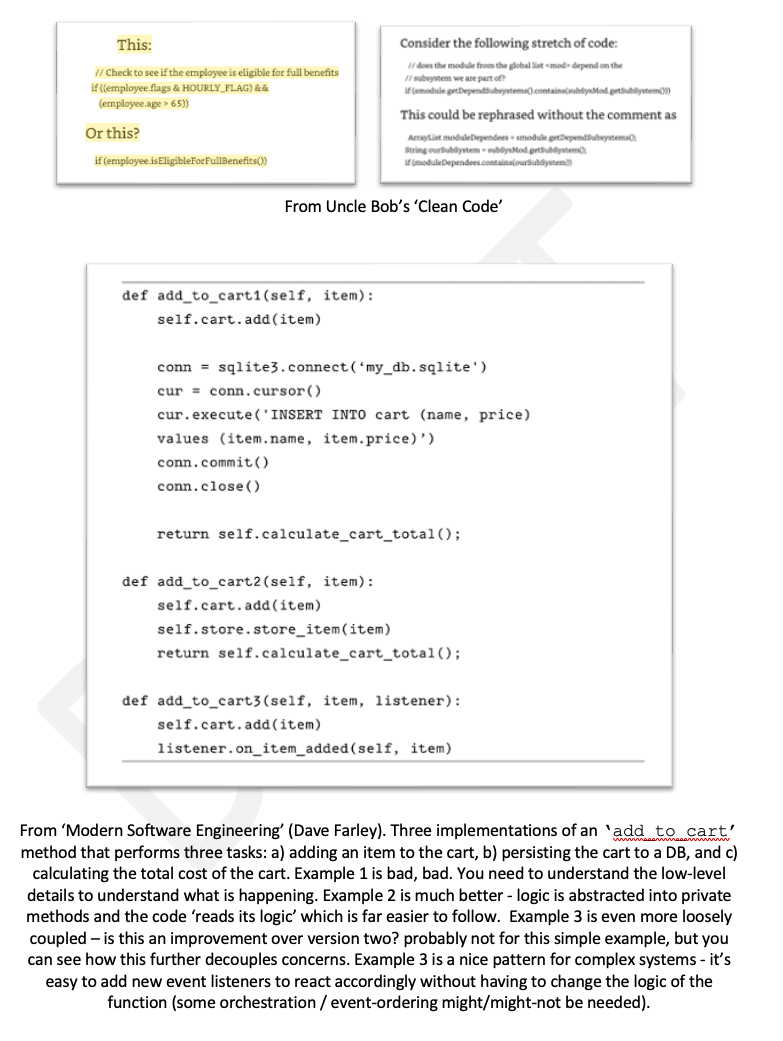 This:
// Check to see if the employee is eligible for full benefits
if ((employee.flags & HOURLY_FLAG) &&
(employee.age > 65))
Or this?
if (employee.isEligibleForFullBenefits())
Consider the following stretch of code:
// does the module from the global list <mod> depend on the
// subsystem we are part of?
if (smodule.getDependSubsystems().contains(subSysMod.getSubSystem()))
This could be rephrased without the comment as
ArrayList moduleDependees = smodule.getDependSubsystems();
String ourSubSystem = subSysMod.getSubSystem();
if (moduleDependees.contains(ourSubSystem))
From Uncle Bob’s ‘Clean Code’
def add_to_cart1(self, item):
self.cart.add(item)
conn = sqlite3.connect('my_db.sqlite')
cur = conn.cursor()
cur.execute('INSERT INTO cart (name, price)
values (item.name, item.price)')
conn.commit()
conn.close()
return self.calculate_cart_total();
def add_to_cart2(self, item):
self.cart.add(item)
self.store.store_item(item)
return self.calculate_cart_total();
def add_to_cart3(self, item, listener):
self.cart.add(item)
listener.on_item_added(self, item)
From ‘Modern Software Engineering’ (Dave Farley). Three implementations of an ‘add_to_cart’
method that performs three tasks: a) adding an item to the cart, b) persisting the cart to a DB, and c)
calculating the total cost of the cart. Example 1 is bad, bad. You need to understand the low-level
details to understand what is happening. Example 2 is much better - logic is abstracted into private
methods and the code ‘reads its logic’ which is far easier to follow.  Example 3 is even more loosely
coupled – is this an improvement over version two? probably not for this simple example, but you
can see how this further decouples concerns. Example 3 is a nice pattern for complex systems - it’s
easy to add new event listeners to react accordingly without having to change the logic of the
function (some orchestration / event-ordering might/might-not be needed).